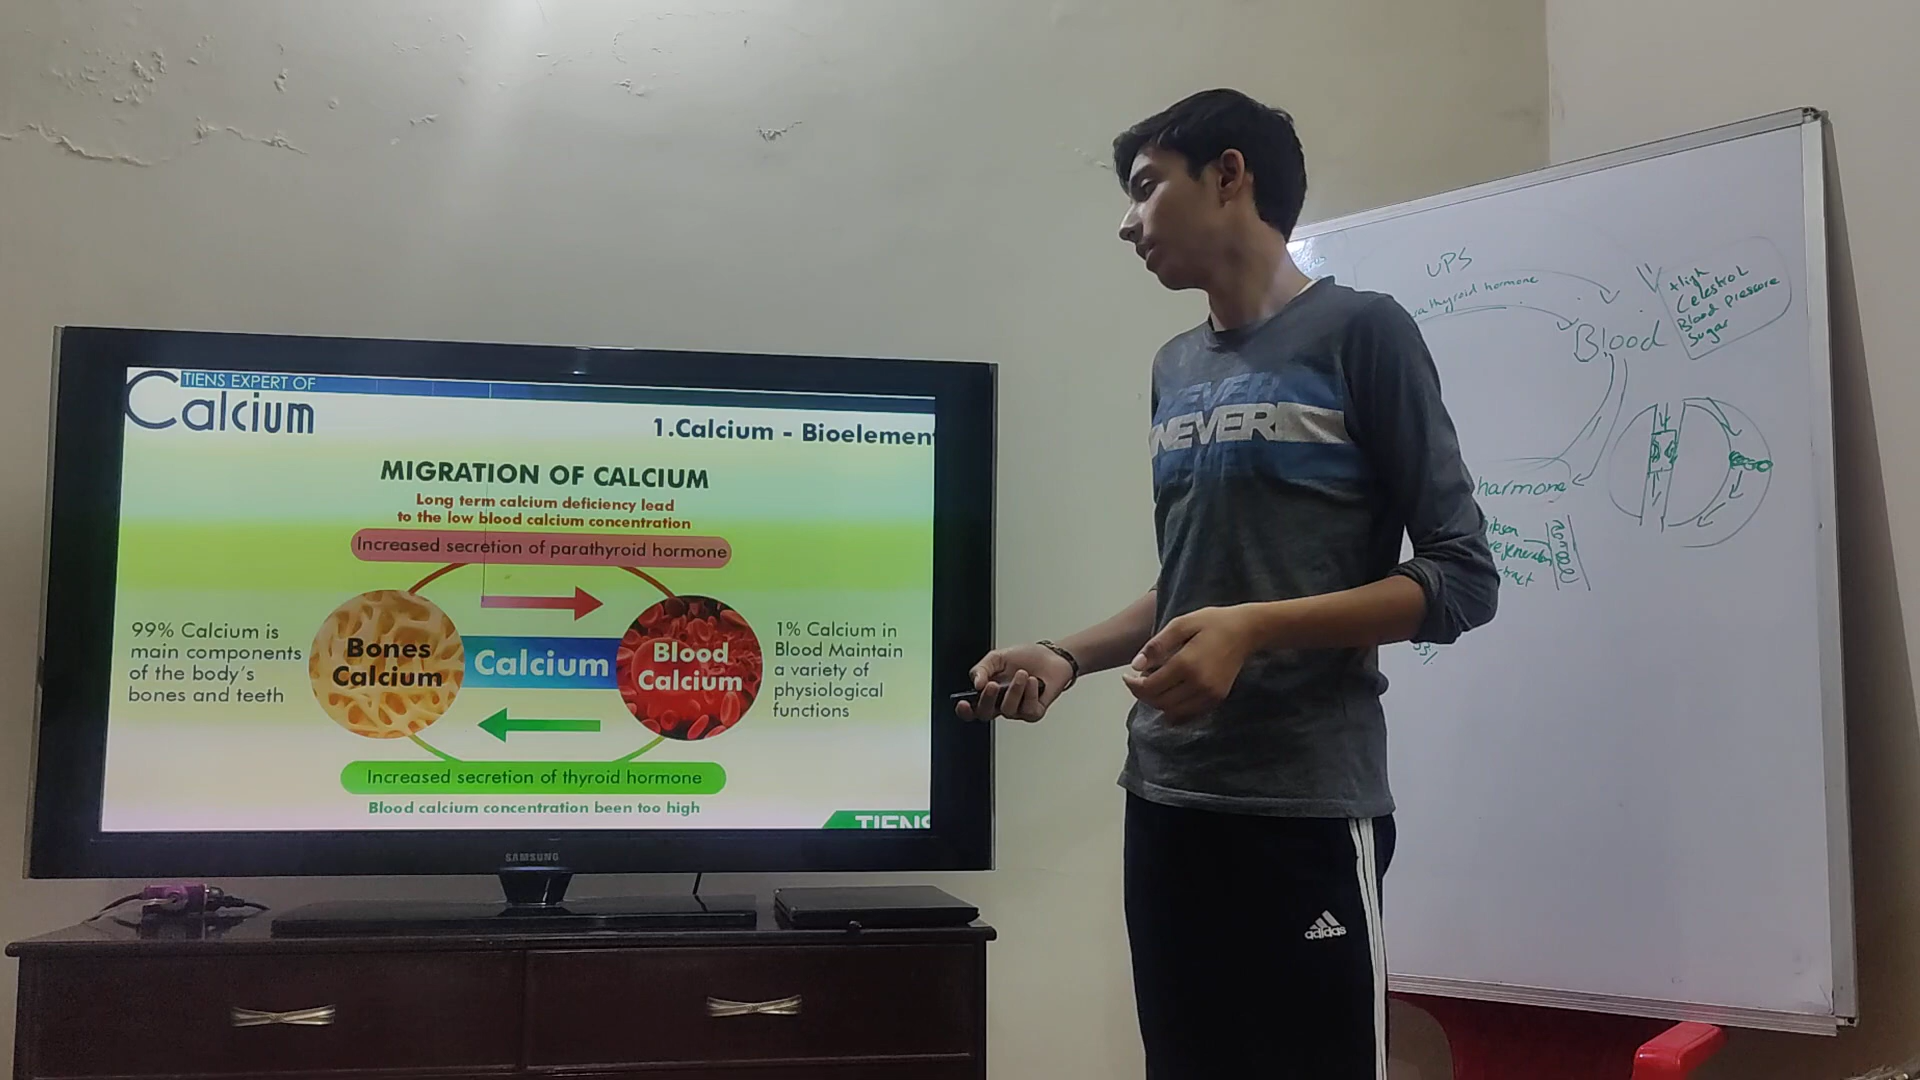 TIENS EXPERT OF
Calcium
1.Calcium - Bioelement
MIGRATION OF CALCIUM
Long term calcium deficiency lead
to the low blood calcium concentration
Increased secretion of parathyroid hormone
99% Calcium is
main components
of the body's
bones and teeth
Bones
Calcium
Calcium
Blood
Calcium
1% Calcium in
Blood Maintain
a variety of
physiological
functions
Increased secretion of thyroid hormone
Blood calcium concentration been too high
TIENS
SAMSUNG
NEVER
adidas
UPS
rathyroid hormone
Blood
High
Celestrol
Blood Pressure
Sugar
harmone